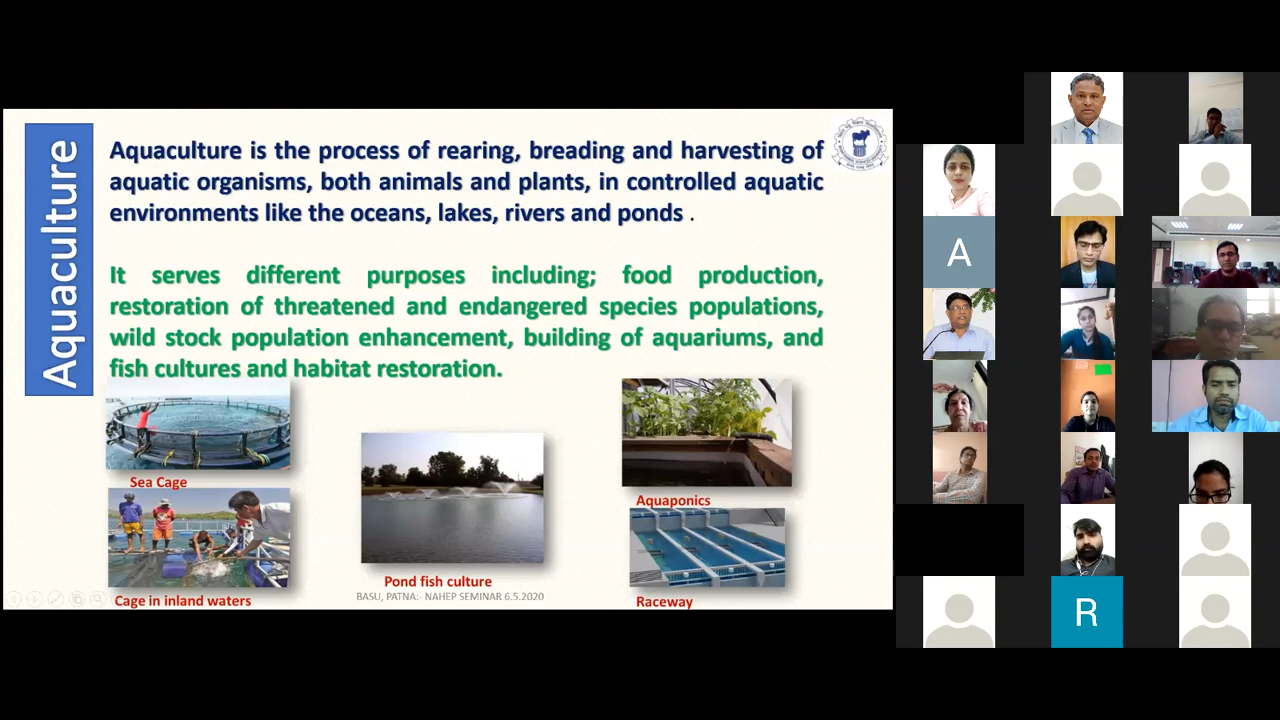 Aquaculture
Aquaculture is the process of rearing, breading and harvesting of
aquatic organisms, both animals and plants, in controlled aquatic
environments like the oceans, lakes, rivers and ponds .
It serves different purposes including; food production,
restoration of threatened and endangered species populations,
wild stock population enhancement, building of aquariums, and
fish cultures and habitat restoration.
Sea Cage
Cage in inland waters
Pond fish culture
Aquaponics
Raceway
BASU, PATNA:- NAHEP SEMINAR 6.5.2020
A
R